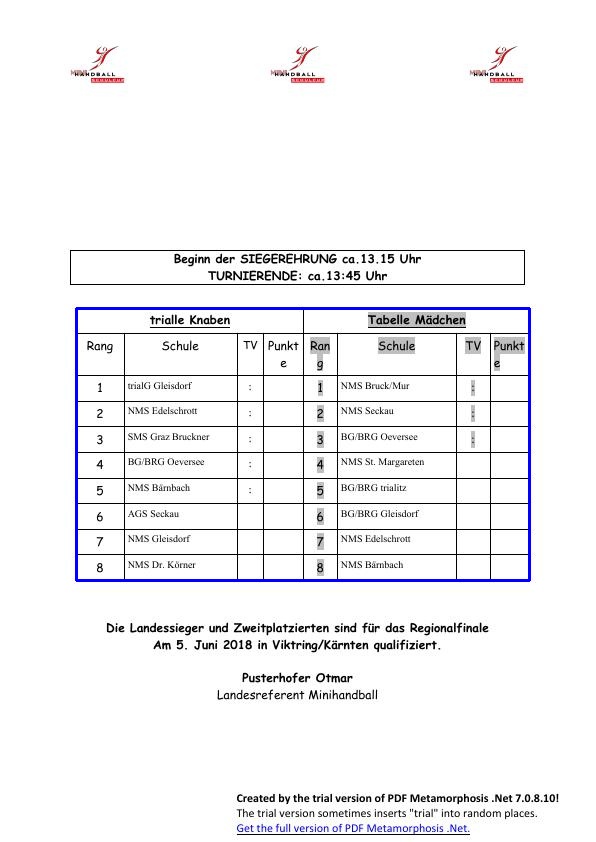 MINI HANDBALL SCHULCUP
MINI HANDBALL SCHULCUP
MINI HANDBALL SCHULCUP
Beginn der SIEGEREHRUNG ca.13.15 Uhr
TURNIERENDE: ca.13:45 Uhr
trialle Knaben Tabelle Mädchen
Rang Schule TV Punkt Ran Schule TV Punkt
e g e
1 trialG Gleisdorf : 1 NMS Bruck/Mur :
2 NMS Edelschrott : 2 NMS Seckau :
3 SMS Graz Bruckner : 3 BG/BRG Oeversee :
4 BG/BRG Oeversee : 4 NMS St. Margareten
5 NMS Bärnbach : 5 BG/BRG trialitz
6 AGS Seckau 6 BG/BRG Gleisdorf
7 NMS Gleisdorf 7 NMS Edelschrott
8 NMS Dr. Körner 8 NMS Bärnbach
Die Landessieger und Zweitplatzierten sind für das Regionalfinale
Am 5. Juni 2018 in Viktring/Kärnten qualifiziert.
Pusterhofer Otmar
Landesreferent Minihandball
Created by the trial version of PDF Metamorphosis .Net 7.0.8.10!
The trial version sometimes inserts "trial" into random places.
Get the full version of PDF Metamorphosis .Net.